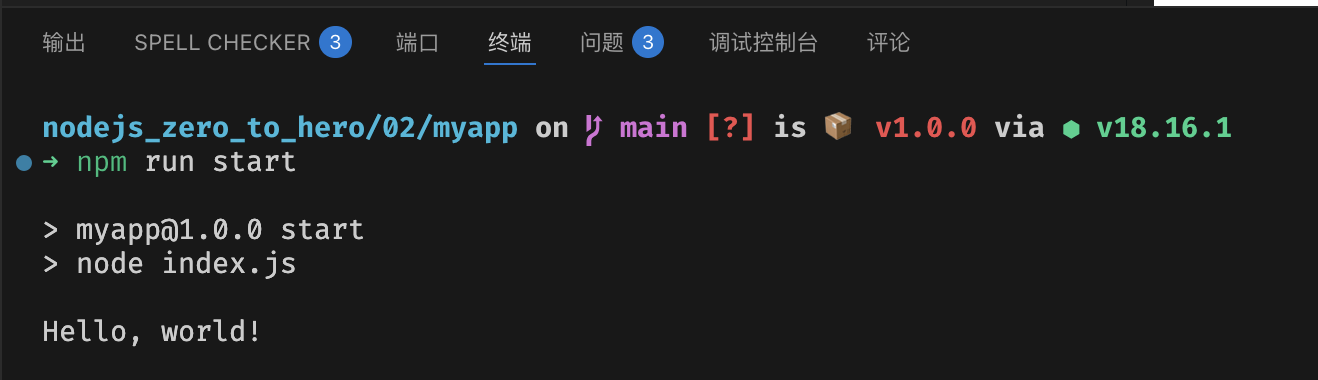 输出 SPELL CHECKER 3 端口 终端 问题 3 调试控制台 评论
nodejs_zero_to_hero/02/myapp on main [?] is 📦 v1.0.0 via ⬢ v18.16.1
➜ npm run start
> myapp@1.0.0 start
> node index.js
Hello, world!